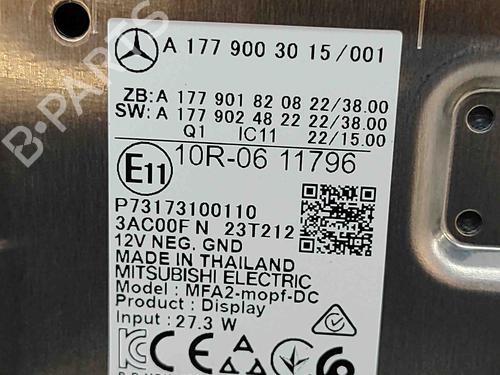 A 177 900 30 15/001
ZB: A 177 901 82 08 22/38.00
SW: A 177 902 48 22 22/38.00
Q1 IC11 22/15.00
E11 10R-06 11796
P73173100110
3AC00F N 23T212
12V NEG. GND
MADE IN THAILAND
MITSUBISHI ELECTRIC
Model : MFA2-mopf-DC
Product : Display
Input : 27.3 W
B-PARTS